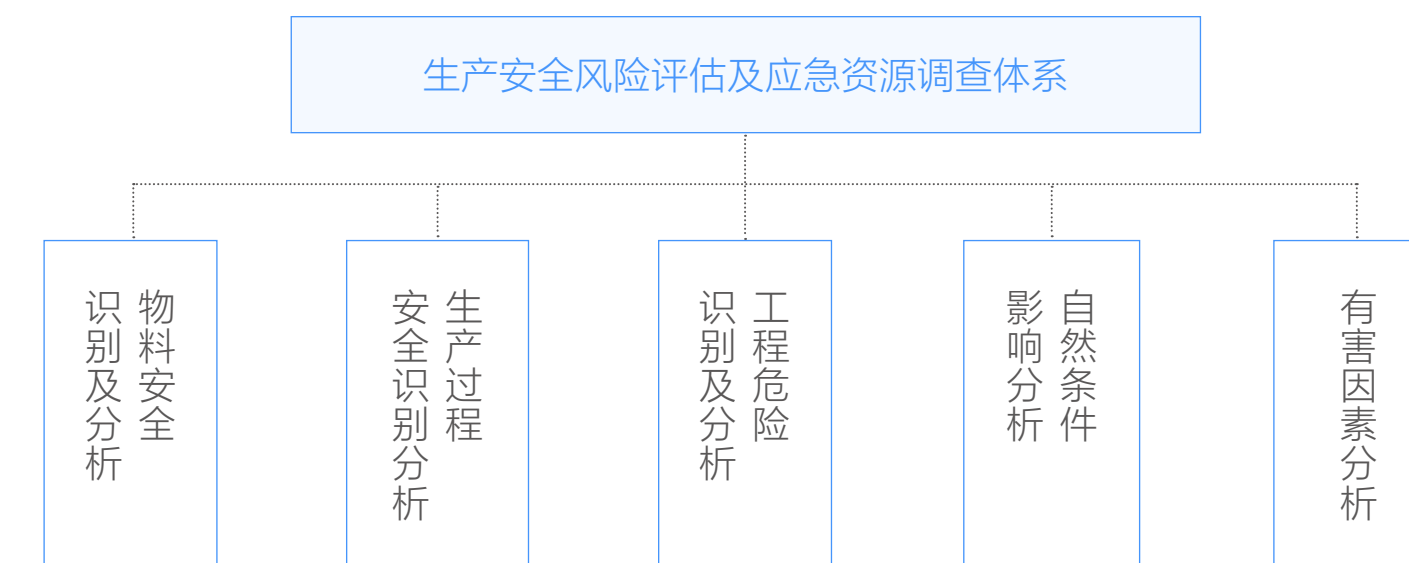 生产安全风险评估及应急资源调查体系
物料安全
识别及分析
生产过程
安全识别分析
工程危险
识别及分析
自然条件
影响分析
有害因素分析